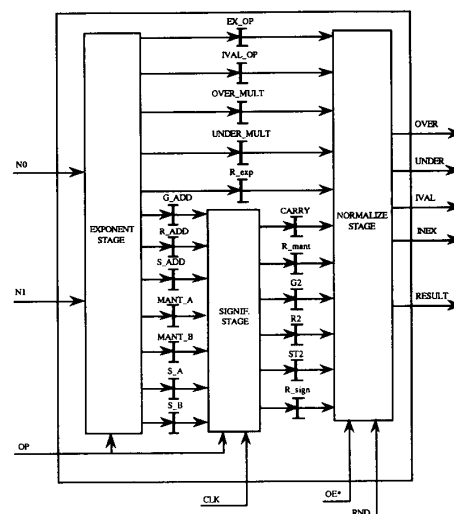 EX_OP
IVAL_OP
OVER_MULT
UNDER_MULT
R_exp
N0
N1
EXPONENT
STAGE
G_ADD
R_ADD
S_ADD
MANT_A
MANT_B
S_A
S_B
SIGNIF.
STAGE
CARRY
R_mant
G2
R2
ST2
R_sign
NORMALIZE
STAGE
OVER
UNDER
IVAL
INEX
RESULT
OP
CLK
OE*
RND